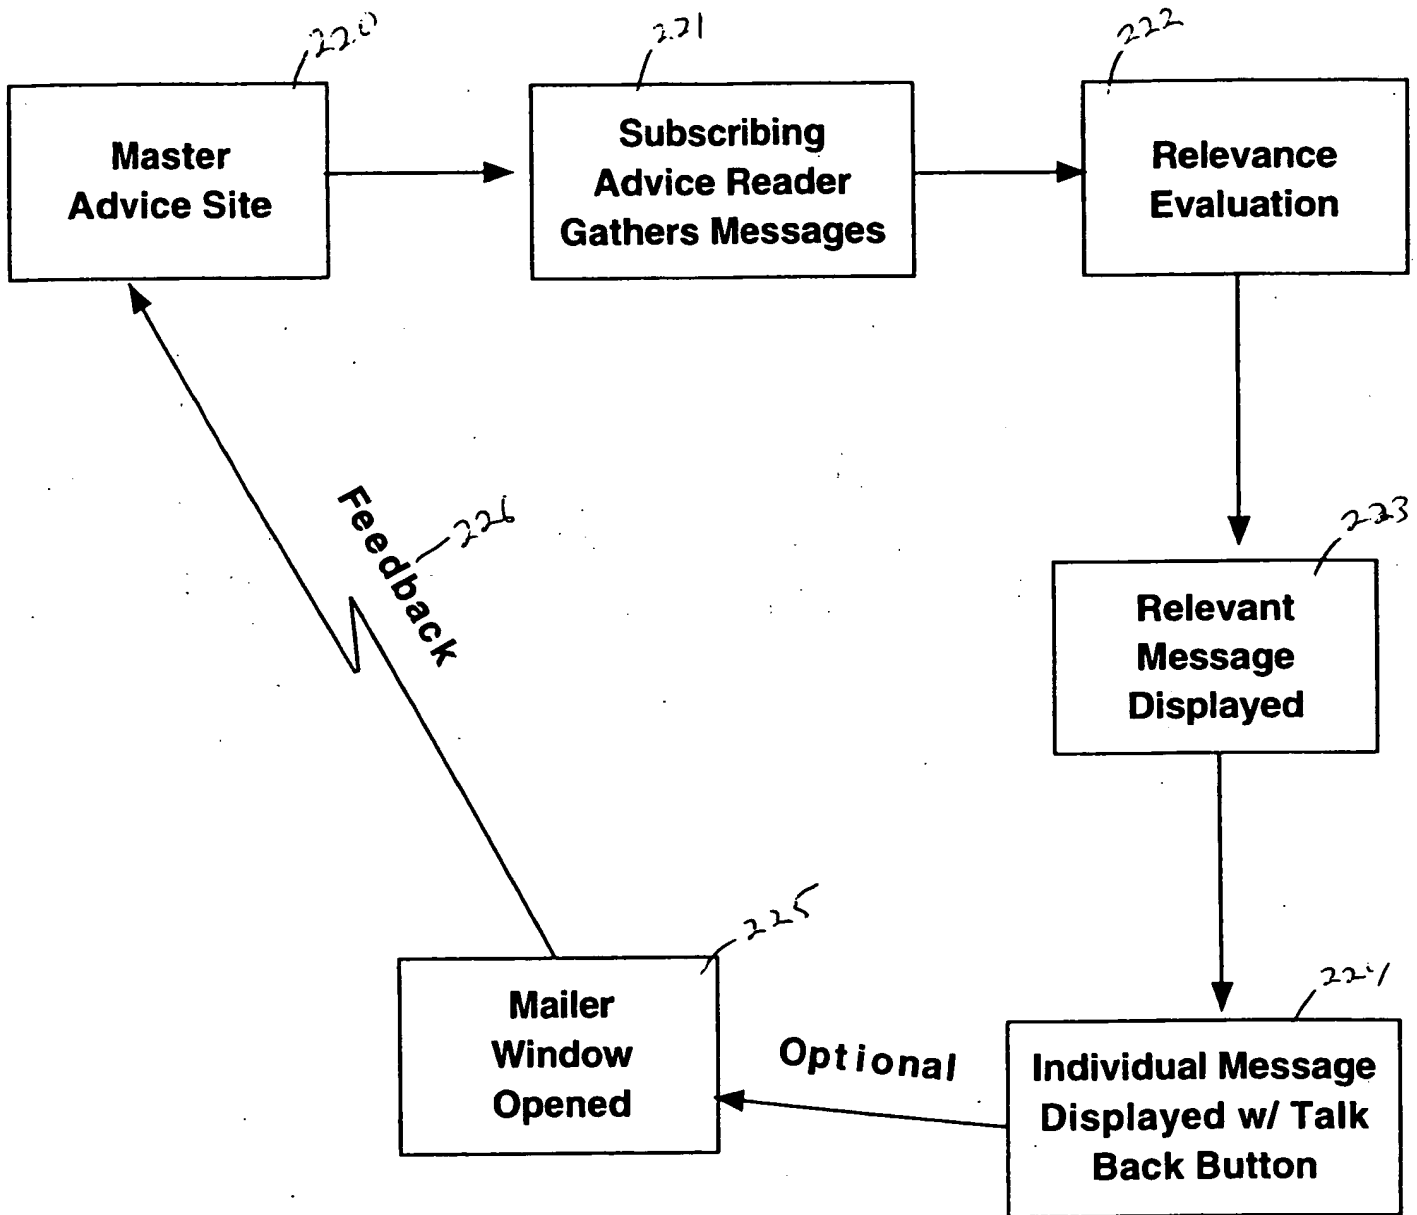 220
Master
Advice Site
221
Subscribing
Advice Reader
Gathers Messages
222
Relevance
Evaluation
223
Relevant
Message
Displayed
224
Individual Message
Displayed w/ Talk
Back Button
Optional
225
Mailer
Window
Opened
Feedback
226